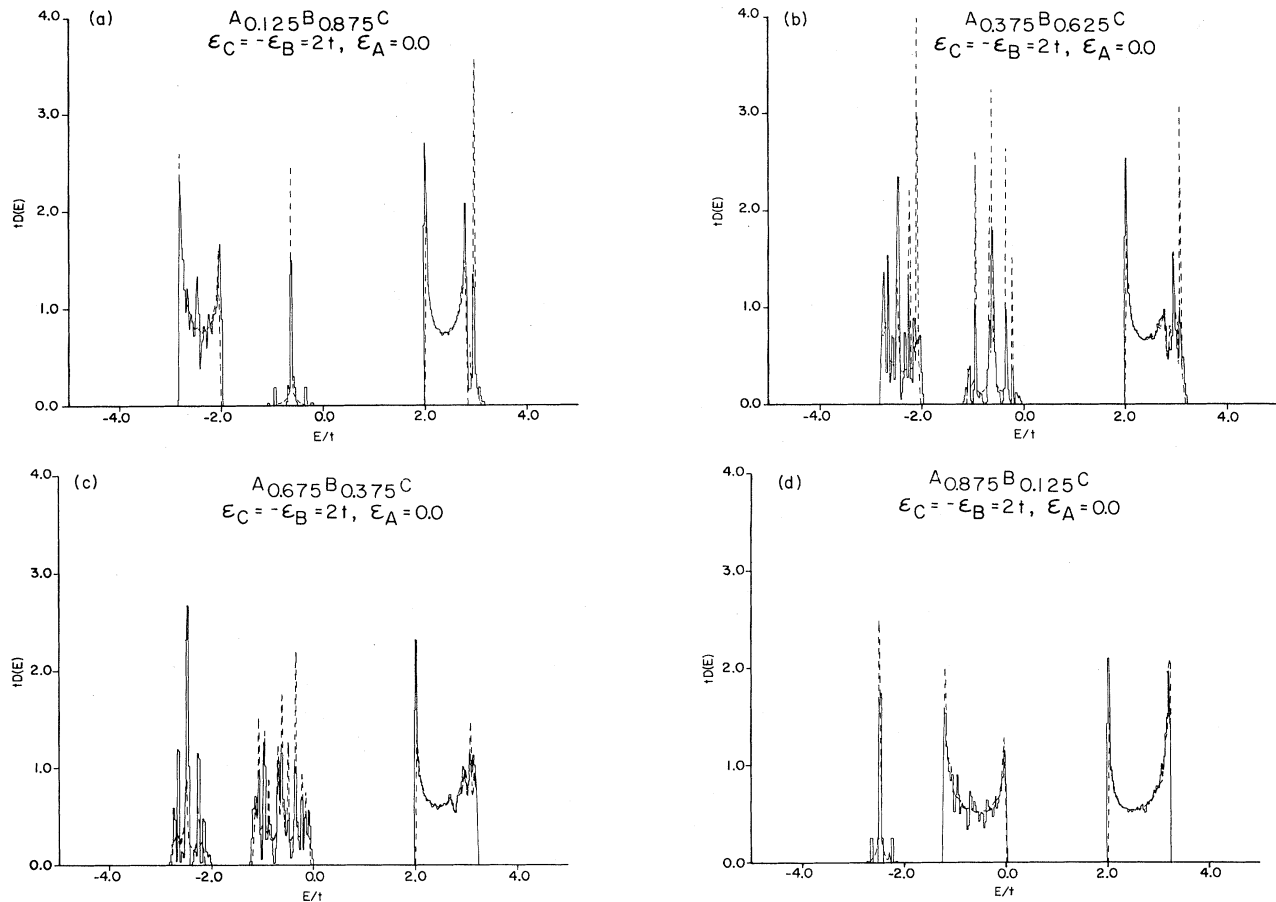 (a)
A0.125B0.875C
εC = -εB = 2t, εA = 0.0
4.0
3.0
2.0
1.0
0.0
tD(E)
-4.0 -2.0 0.0 2.0 4.0
E/t
(b)
A0.375B0.625C
εC = -εB = 2t, εA = 0.0
4.0
3.0
2.0
1.0
0.0
tD(E)
-4.0 -2.0 0.0 2.0 4.0
E/t
(c)
A0.675B0.375C
εC = -εB = 2t, εA = 0.0
4.0
3.0
2.0
1.0
0.0
tD(E)
-4.0 -2.0 0.0 2.0 4.0
E/t
(d)
A0.875B0.125C
εC = -εB = 2t, εA = 0.0
4.0
3.0
2.0
1.0
0.0
tD(E)
-4.0 -2.0 0.0 2.0 4.0
E/t